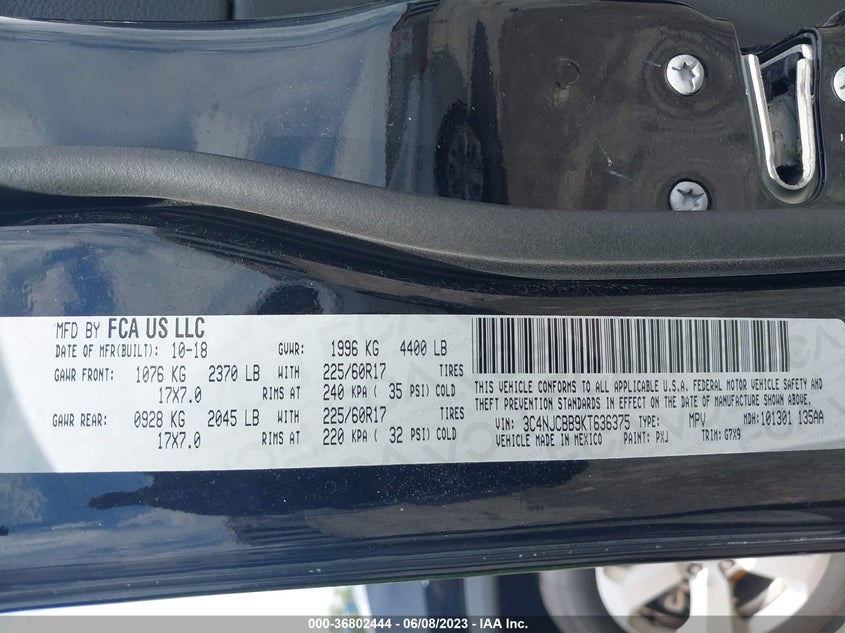 MFD BY FCA US LLC
DATE OF MFR(BUILT): 10-18 GVWR: 1996 KG 4400 LB
GAWR FRONT: 1076 KG 2370 LB WITH 225/60R17 TIRES
17X7.0 RIMS AT 240 KPA ( 35 PSI) COLD
GAWR REAR: 0928 KG 2045 LB WITH 225/60R17 TIRES
17X7.0 RIMS AT 220 KPA ( 32 PSI) COLD
THIS VEHICLE CONFORMS TO ALL APPLICABLE U.S.A. FEDERAL MOTOR VEHICLE SAFETY AND
THEFT PREVENTION STANDARDS IN EFFECT ON THE DATE OF MANUFACTURE SHOWN ABOVE.
VIN: 3C4NJCBB9KT636375 TYPE: MPV MDH:101301 135AA
VEHICLE MADE IN MEXICO PAINT: PXJ TRIM: G7X9
000-36802444 - 06/08/2023 - IAA Inc.